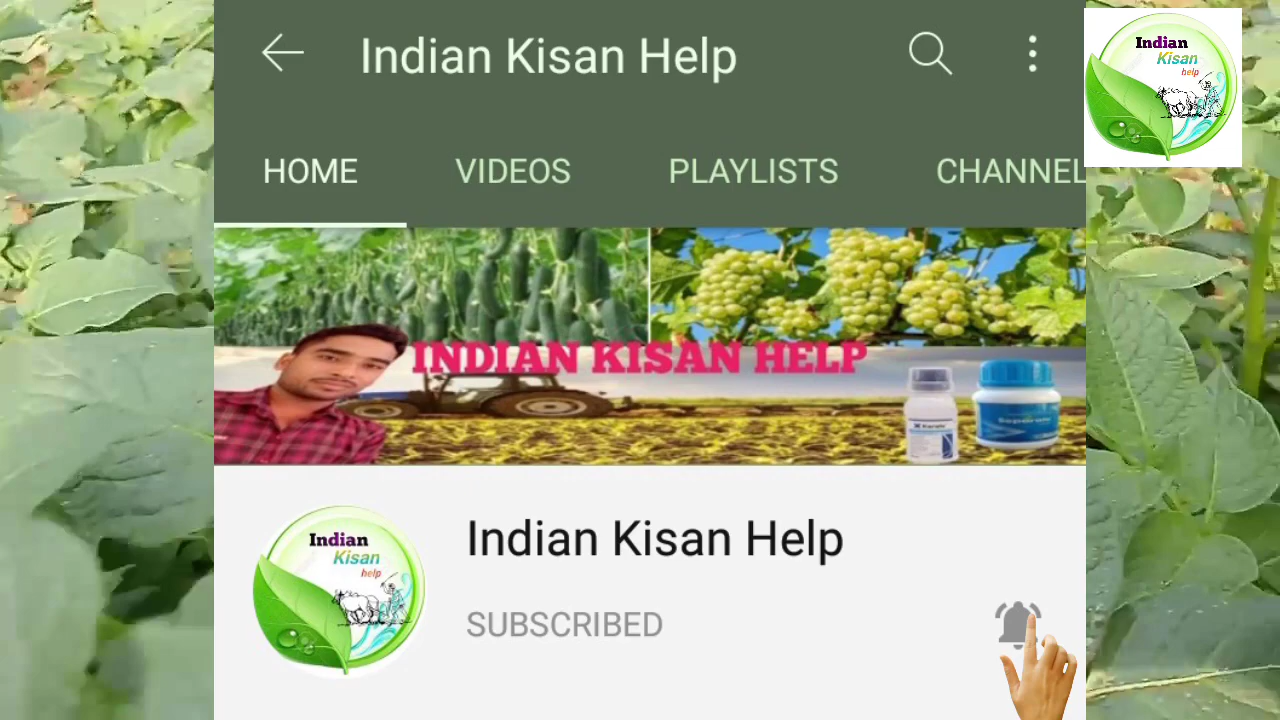 Indian Kisan Help
HOME VIDEOS PLAYLISTS CHANNEL
INDIAN KISAN HELP
Indian
Kisan
help
Indian Kisan Help
SUBSCRIBED
Indian
Kisan
help